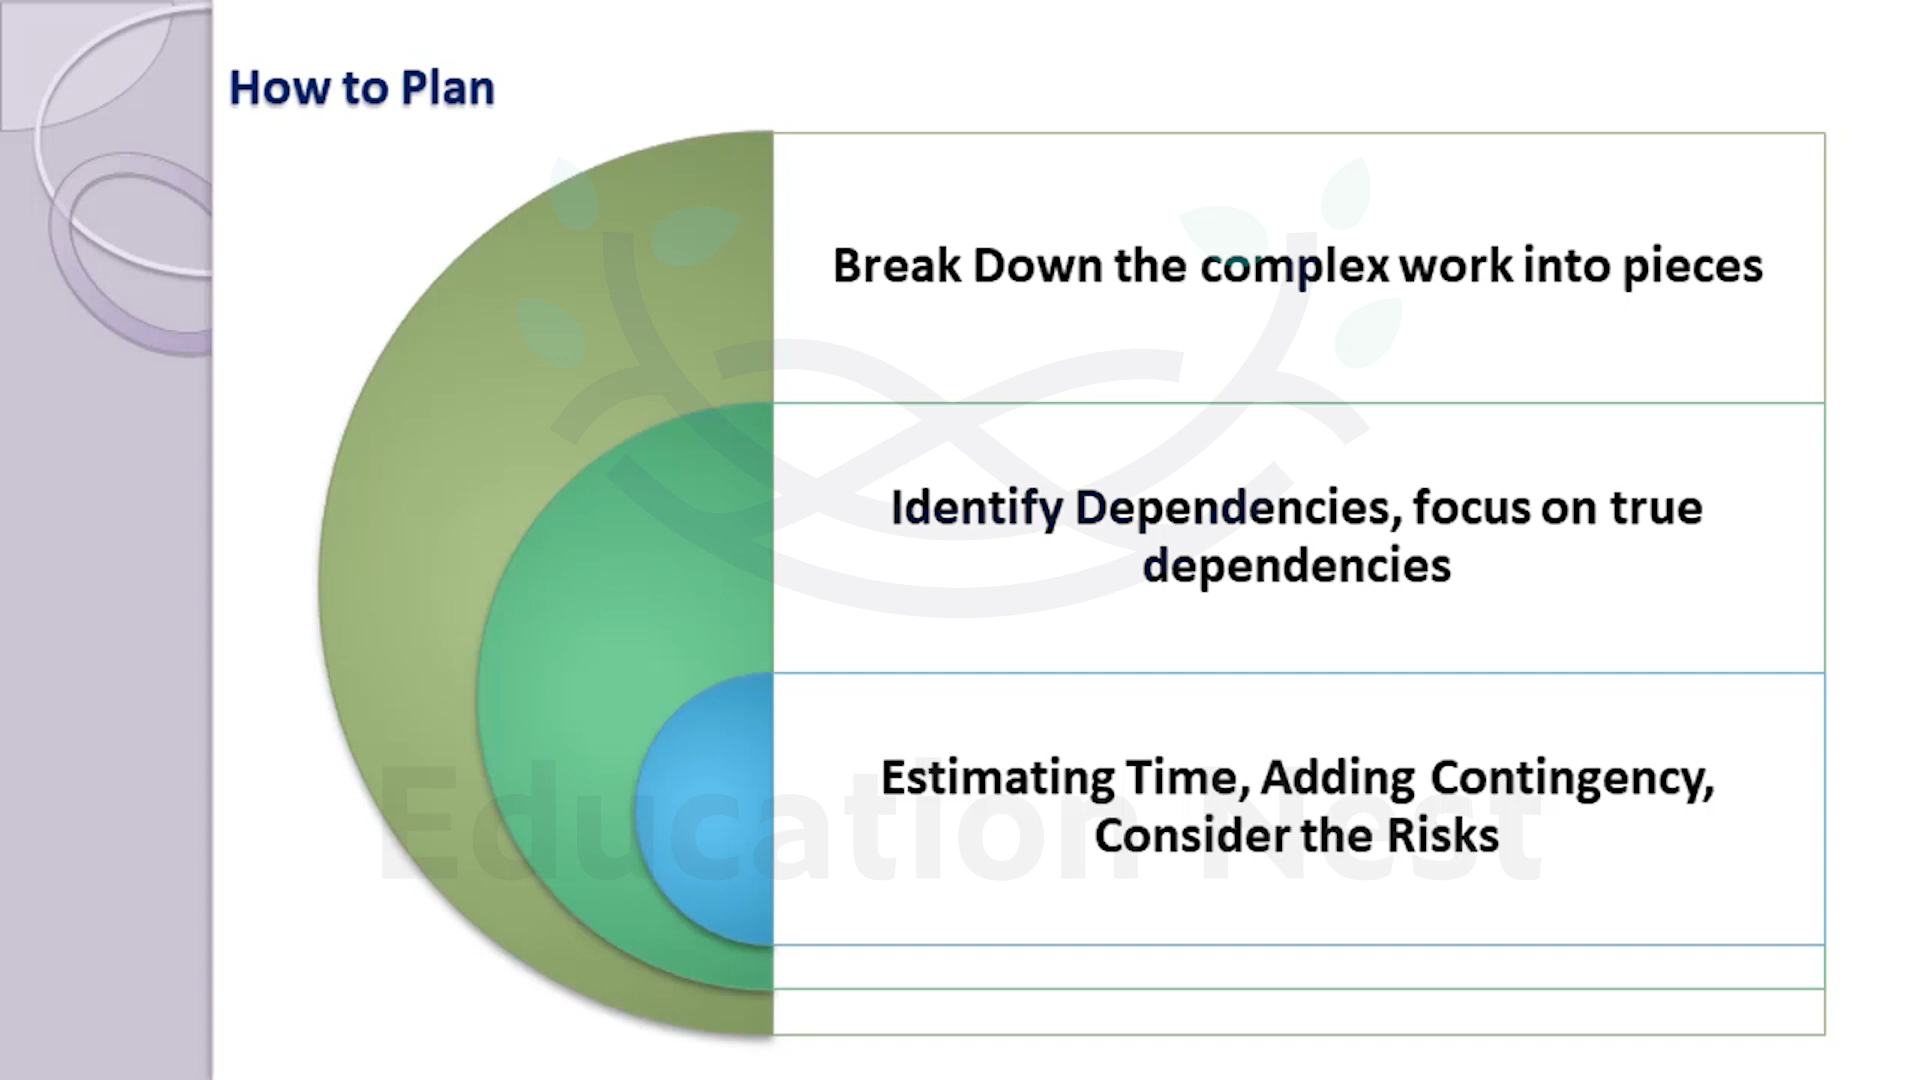 How to Plan
Break Down the complex work into pieces
Identify Dependencies, focus on true
dependencies
Estimating Time, Adding Contingency,
Consider the Risks
Education Nest